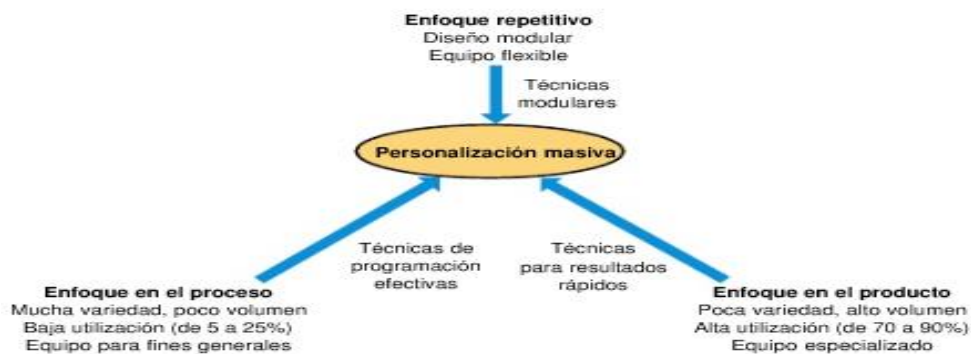 Enfoque repetitivo
Diseño modular
Equipo flexible
Técnicas
modulares
Personalización masiva
Técnicas de
programación
efectivas
Técnicas
para resultados
rápidos
Enfoque en el proceso
Mucha variedad, poco volumen
Baja utilización (de 5 a 25%)
Equipo para fines generales
Enfoque en el producto
Poca variedad, alto volumen
Alta utilización (de 70 a 90%)
Equipo especializado